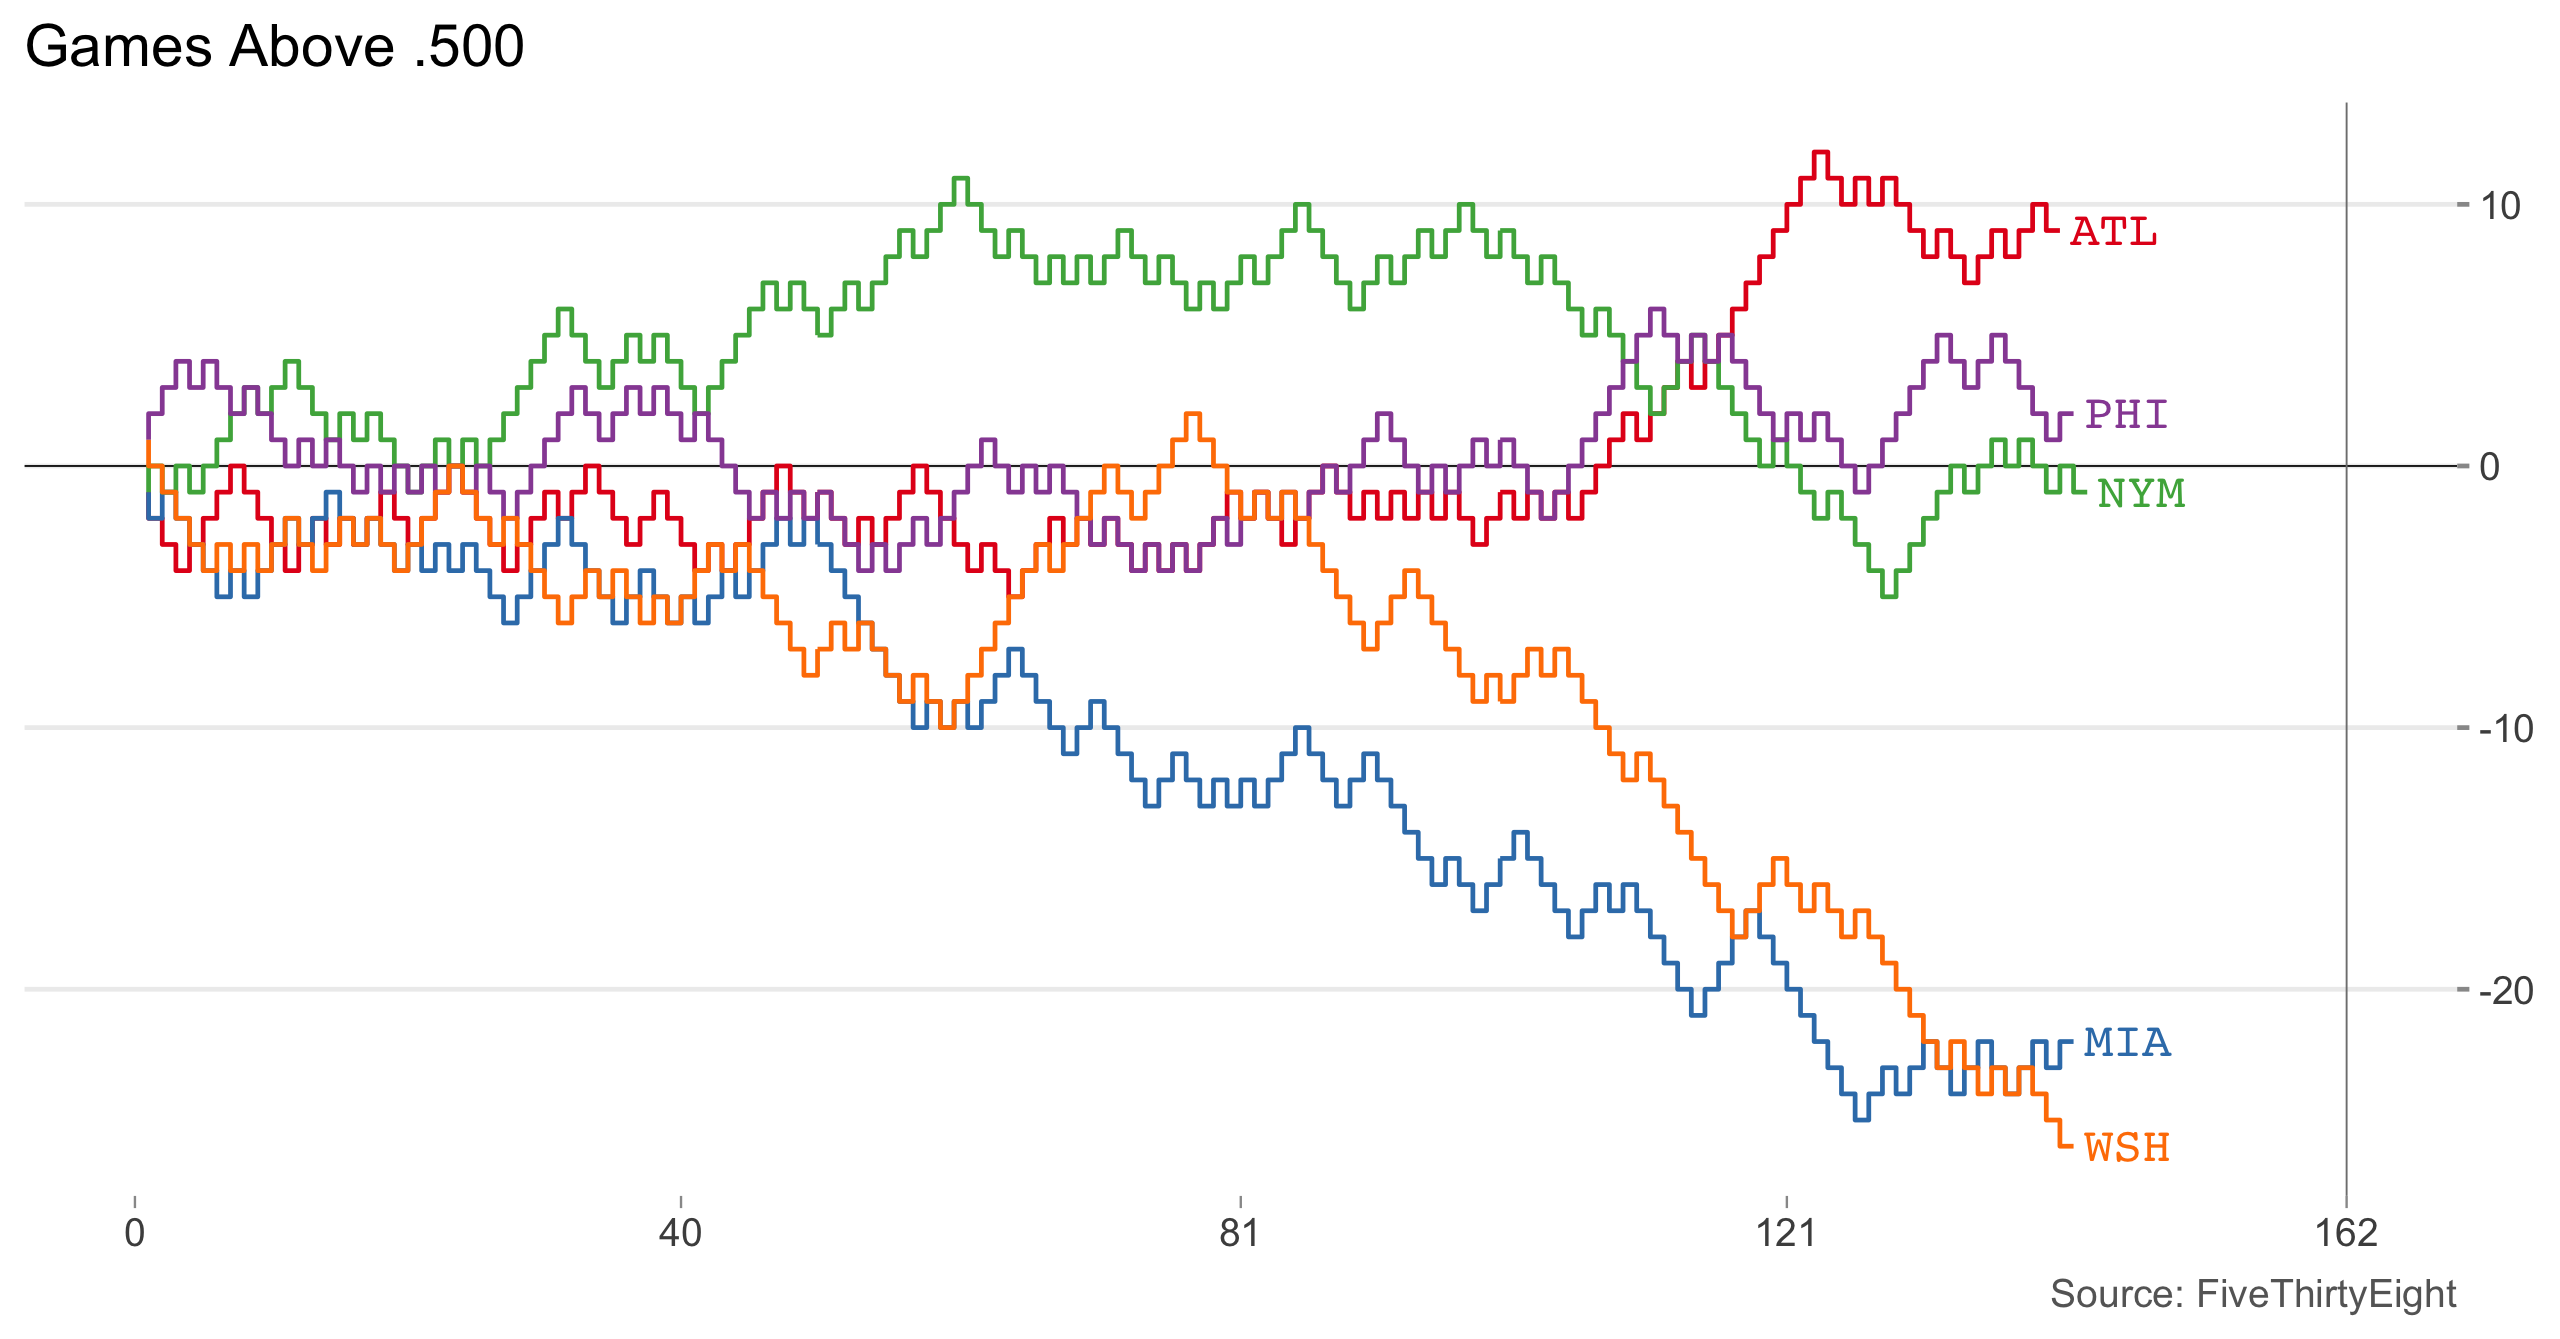 Games Above .500
10
ATL
PHI
0
NYM
-10
-20
MIA
WSH
0 40 81 121 162
Source: FiveThirtyEight